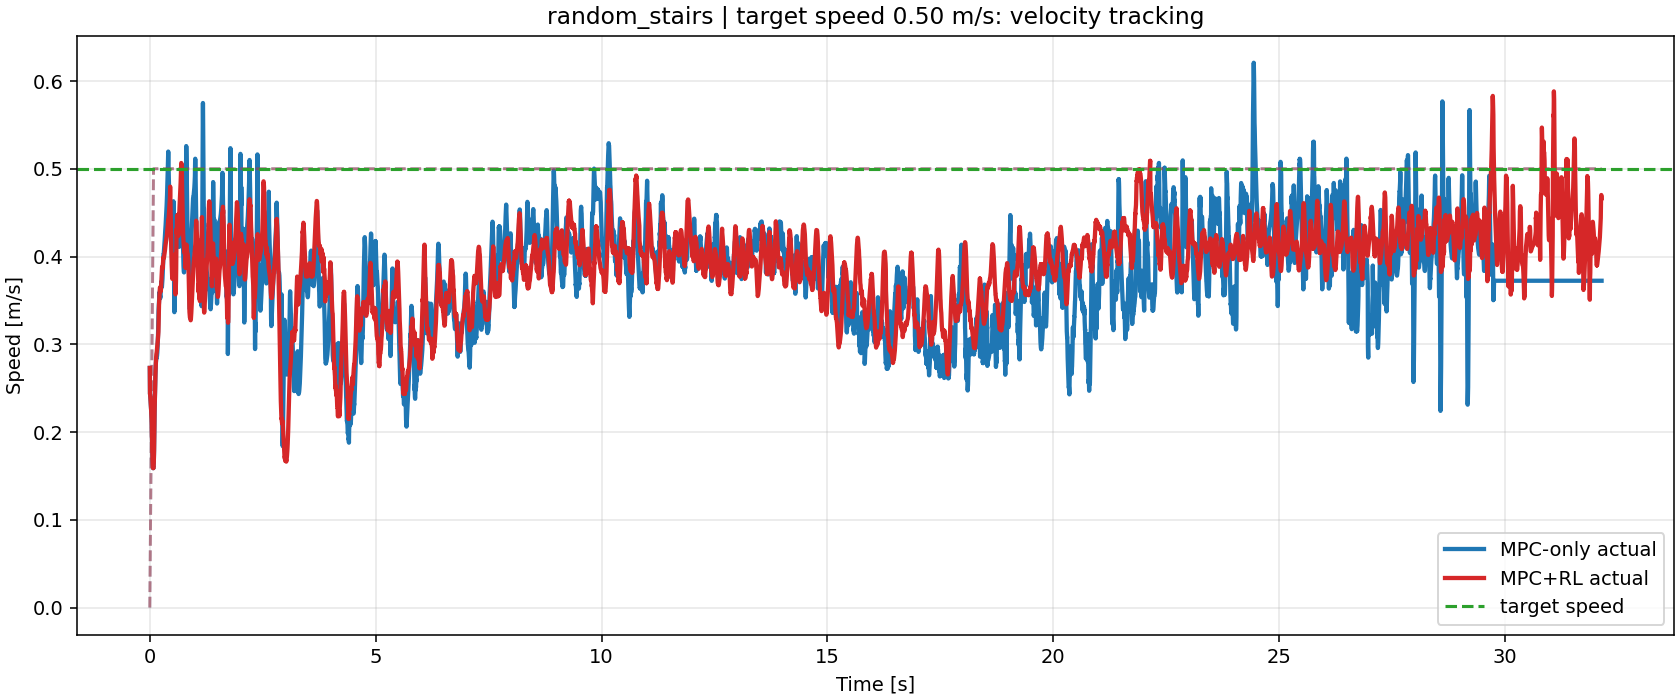 random_stairs | target speed 0.50 m/s: velocity tracking
Speed [m/s]
0.6
0.5
0.4
0.3
0.2
0.1
0.0
MPC-only actual
MPC+RL actual
target speed
0 5 10 15 20 25 30
Time [s]